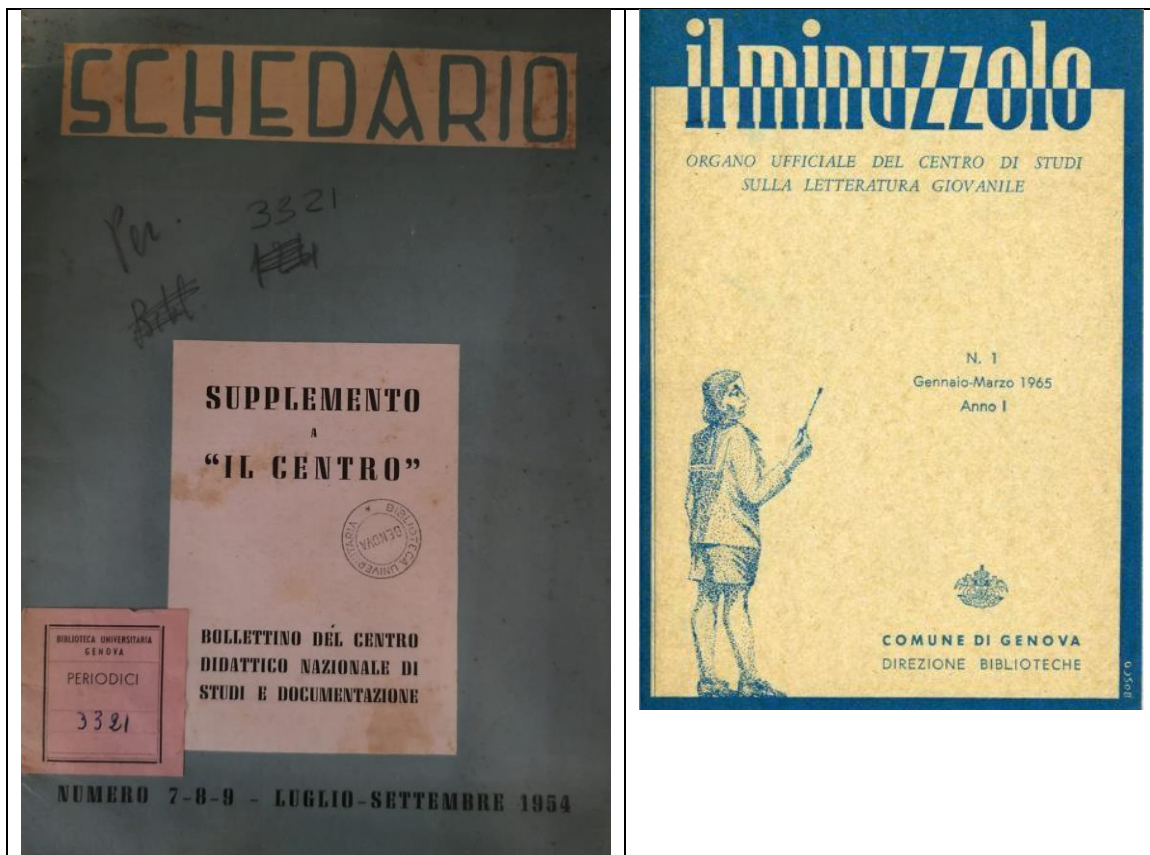 SCHEDARIO
Per. 3321
SUPPLEMENTO
A
“IL CENTRO”
BIBLIOTECA UNIVERSITARIA *
GENOVA
BOLLETTINO DEL CENTRO
DIDATTICO NAZIONALE DI
STUDI E DOCUMENTAZIONE
BIBLIOTECA UNIVERSITARIA
GENOVA
PERIODICI
3321
NUMERO 7-8-9 - LUGLIO-SETTEMBRE 1954
il minuzzolo
ORGANO UFFICIALE DEL CENTRO DI STUDI
SULLA LETTERATURA GIOVANILE
N. 1
Gennaio-Marzo 1965
Anno I
COMUNE DI GENOVA
DIREZIONE BIBLIOTECHE
BOSCO